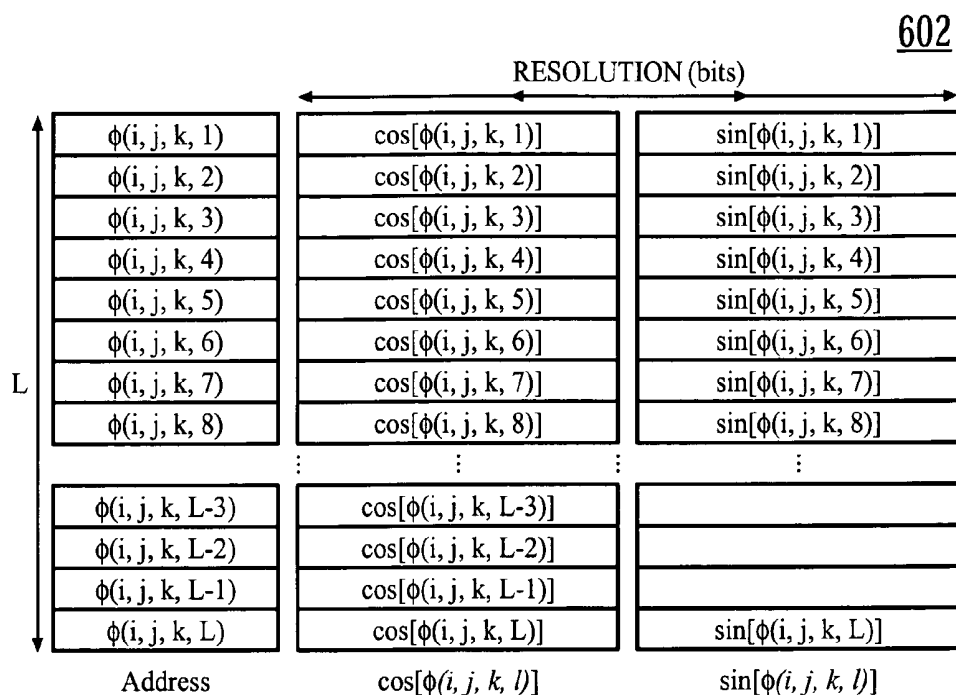 602
RESOLUTION (bits)
ϕ(i, j, k, 1) cos[ϕ(i, j, k, 1)] sin[ϕ(i, j, k, 1)]
ϕ(i, j, k, 2) cos[ϕ(i, j, k, 2)] sin[ϕ(i, j, k, 2)]
ϕ(i, j, k, 3) cos[ϕ(i, j, k, 3)] sin[ϕ(i, j, k, 3)]
ϕ(i, j, k, 4) cos[ϕ(i, j, k, 4)] sin[ϕ(i, j, k, 4)]
ϕ(i, j, k, 5) cos[ϕ(i, j, k, 5)] sin[ϕ(i, j, k, 5)]
ϕ(i, j, k, 6) cos[ϕ(i, j, k, 6)] sin[ϕ(i, j, k, 6)]
L ϕ(i, j, k, 7) cos[ϕ(i, j, k, 7)] sin[ϕ(i, j, k, 7)]
ϕ(i, j, k, 8) cos[ϕ(i, j, k, 8)] sin[ϕ(i, j, k, 8)]
⋮ ⋮ ⋮ ⋮
ϕ(i, j, k, L-3) cos[ϕ(i, j, k, L-3)]
ϕ(i, j, k, L-2) cos[ϕ(i, j, k, L-2)]
ϕ(i, j, k, L-1) cos[ϕ(i, j, k, L-1)]
ϕ(i, j, k, L) cos[ϕ(i, j, k, L)] sin[ϕ(i, j, k, L)]
Address cos[ϕ(i, j, k, l)] sin[ϕ(i, j, k, l)]